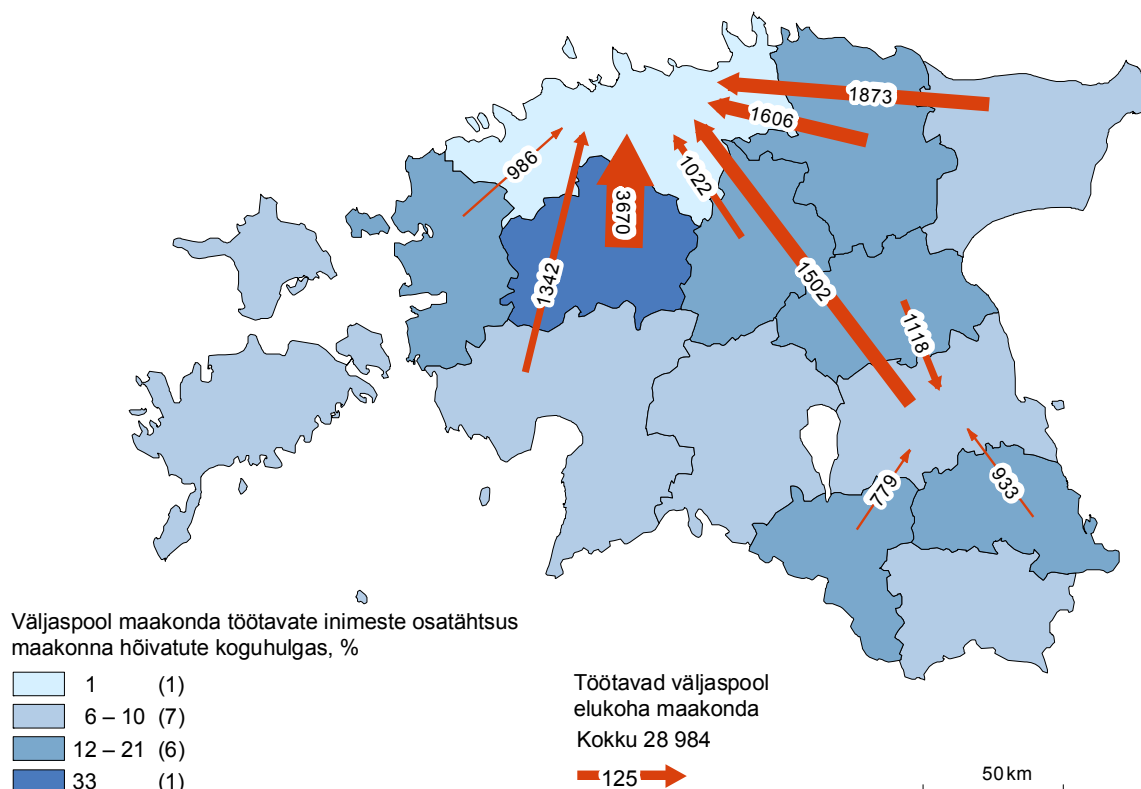 1873
1606
986
1022
3670
1342
1502
1118
779
933
Väljaspool maakonda töötavate inimeste osatähtsus
maakonna hõivatute koguhulgas, %
1 (1)
6 – 10 (7)
12 – 21 (6)
33 (1)
Töötavad väljaspool
elukoha maakonda
Kokku 28 984
125
50 km